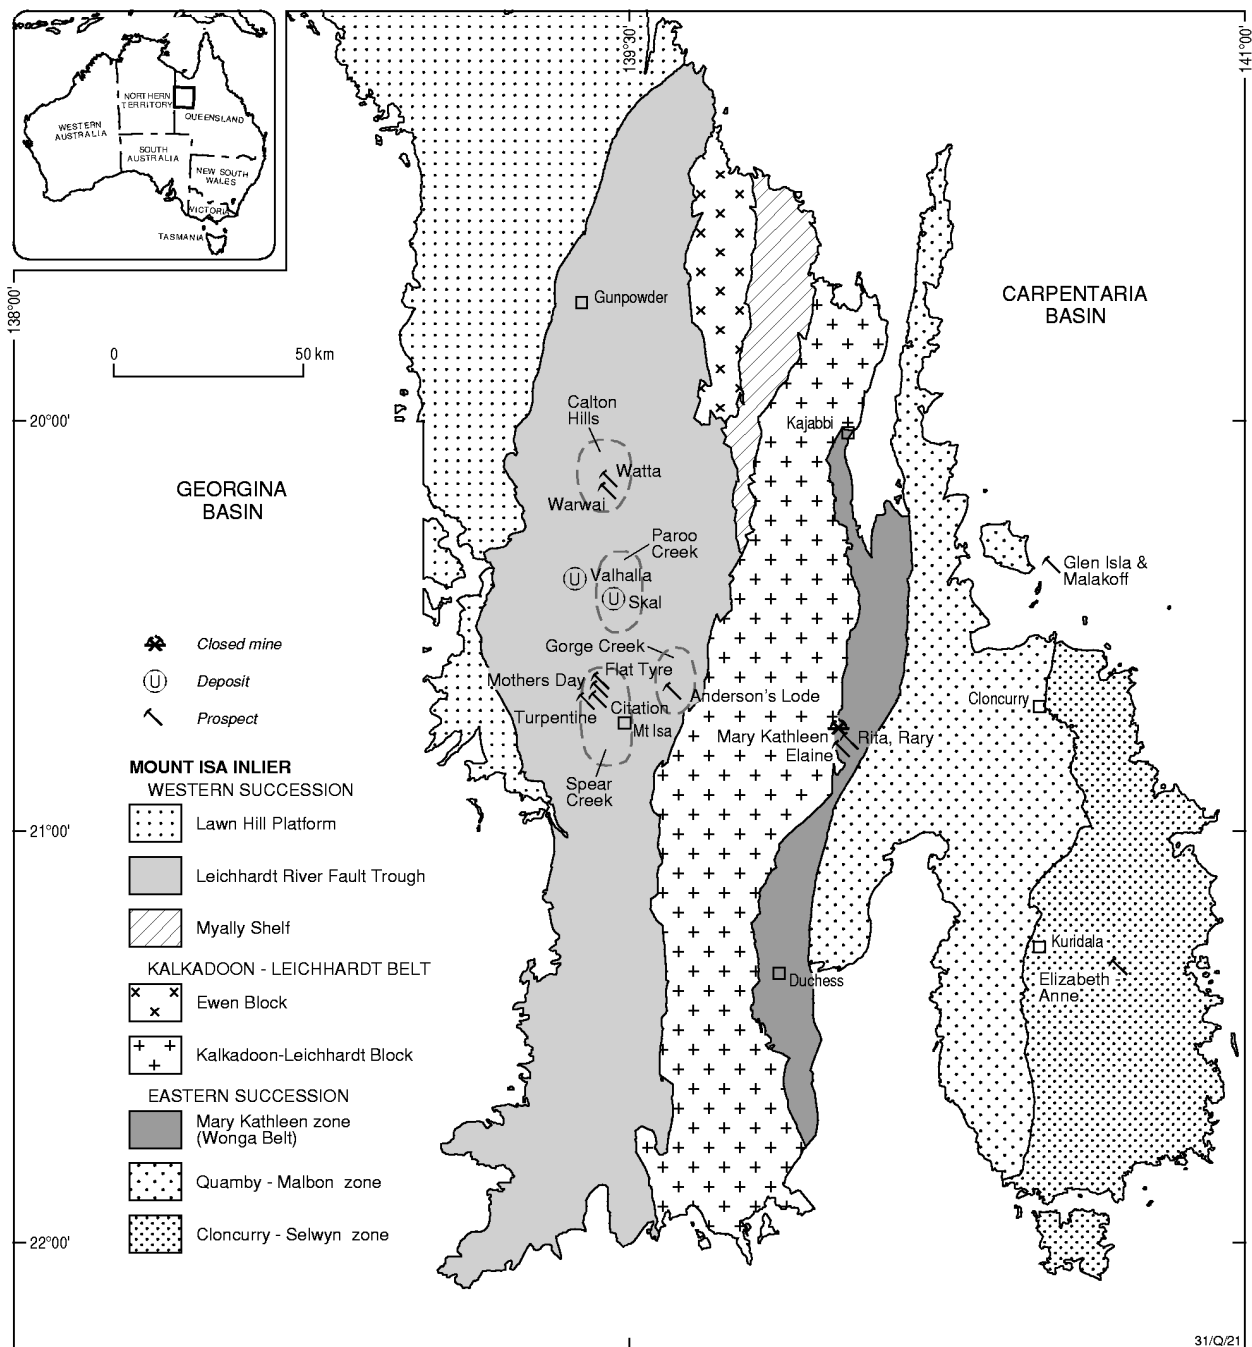 NORTHERN
TERRITORY
QUEENSLAND
WESTERN
AUSTRALIA
SOUTH
AUSTRALIA
NEW SOUTH
WALES
VICTORIA
TASMANIA
139°30'
141°00'
138°00'
0
50 km
Gunpowder
CARPENTARIA
BASIN
Calton
Hills
Kajabbi
20°00'
GEORGINA
BASIN
Watta
Warwai
Paroo
Creek
Glen Isla &
Malakoff
U
Valhalla
U
Skal
Closed mine
U
Deposit
Prospect
Gorge Creek
Flat Tyre
Mothers Day
Anderson's Lode
Citation
Turpentine
Mt Isa
Spear
Creek
Cloncurry
Mary Kathleen
Rita, Rary
Elaine
21°00'
Kuridala
Elizabeth
Anne
Duchess
MOUNT ISA INLIER
WESTERN SUCCESSION
Lawn Hill Platform
Leichhardt River Fault Trough
Myally Shelf
KALKADOON - LEICHHARDT BELT
Ewen Block
Kalkadoon-Leichhardt Block
EASTERN SUCCESSION
Mary Kathleen zone
(Wonga Belt)
Quamby - Malbon zone
Cloncurry - Selwyn zone
22°00'
31/Q/21